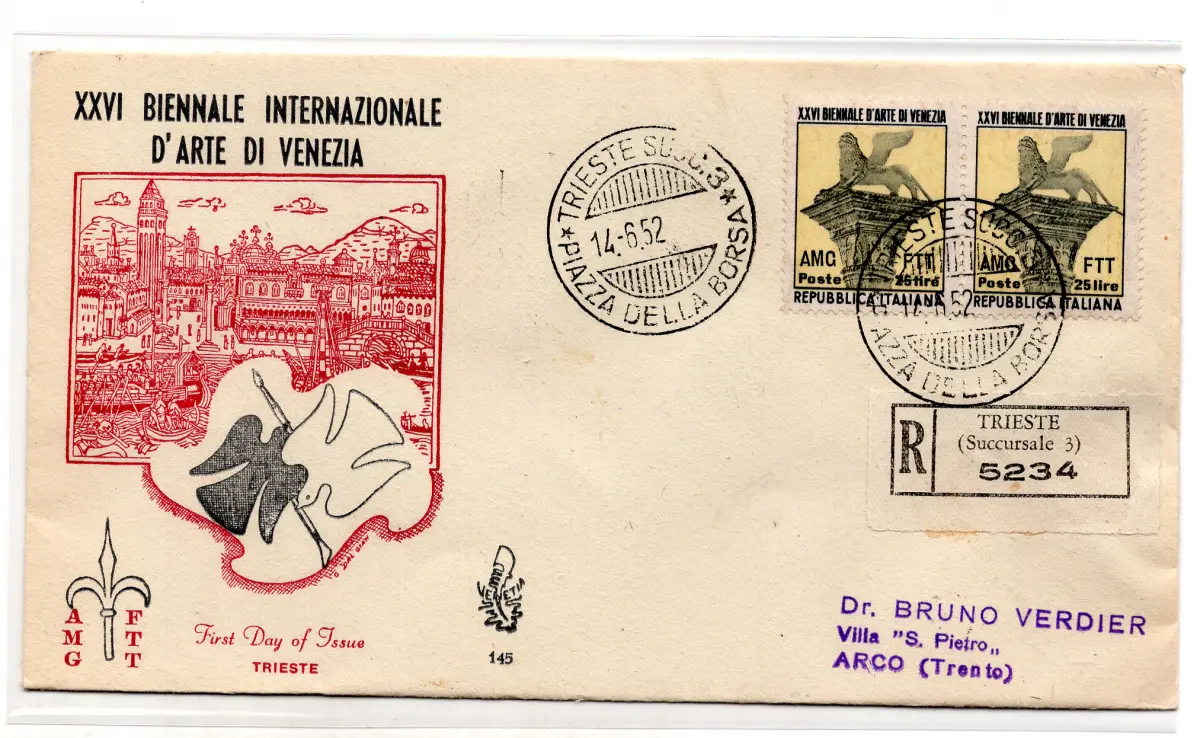 XXVI BIENNALE INTERNAZIONALE
D'ARTE DI VENEZIA
TRIESTE SUCC. 3
14.-6.52
PIAZZA DELLA BORSA
XXVI BIENNALE D'ARTE DI VENEZIA
AMG FTT
Poste 25 lire
REPUBBLICA ITALIANA
XXVI BIENNALE D'ARTE DI VENEZIA
AMG FTT
Poste 25 lire
REPUBBLICA ITALIANA
R
TRIESTE
(Succursale 3)
5234
AMG
FTT
First Day of Issue
TRIESTE
145
Dr. BRUNO VERDIER
Villa "S. Pietro„
ARCO (Trento)